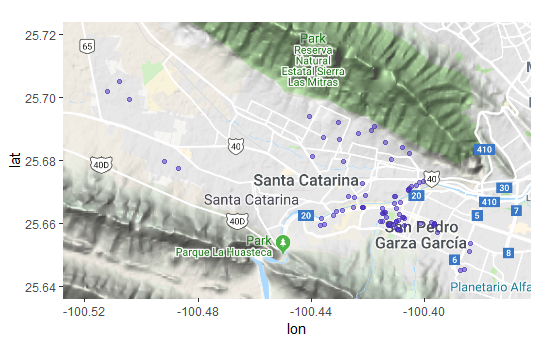 25.72
25.70
25.68
25.66
25.64
lat
65
Park
Reserva
Natural
Estatal Sierra
Las Mitras
40
410
40D
40
Santa Catarina
20
30
Santa Catarina
410
40D
20
5
7
San Pedro
Garza García
Park
Parque La Huasteca
6
8
Planetario Alfa
-100.52
-100.48
-100.44
-100.40
lon